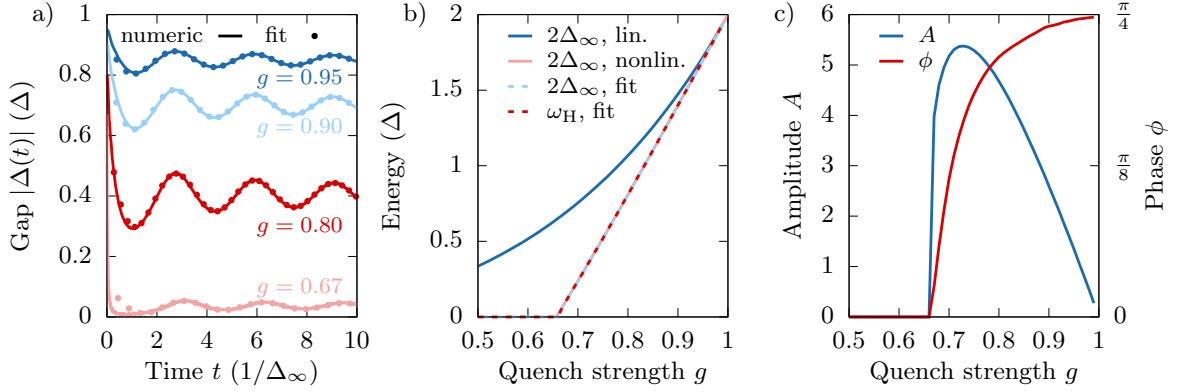 a)
numeric fit
g = 0.95
g = 0.90
g = 0.80
g = 0.67
1
0.8
0.6
0.4
0.2
0
0 2 4 6 8 10
Gap |Δ(t)| (Δ)
Time t (1/Δ∞)
b)
2Δ∞, lin.
2Δ∞, nonlin.
2Δ∞, fit
ωH, fit
2
1.5
1
0.5
0
0.5 0.6 0.7 0.8 0.9 1
Energy (Δ)
Quench strength g
c)
A
ϕ
6
5
4
3
2
1
0
0.5 0.6 0.7 0.8 0.9 1
π/4
π/8
0
Amplitude A
Phase ϕ
Quench strength g